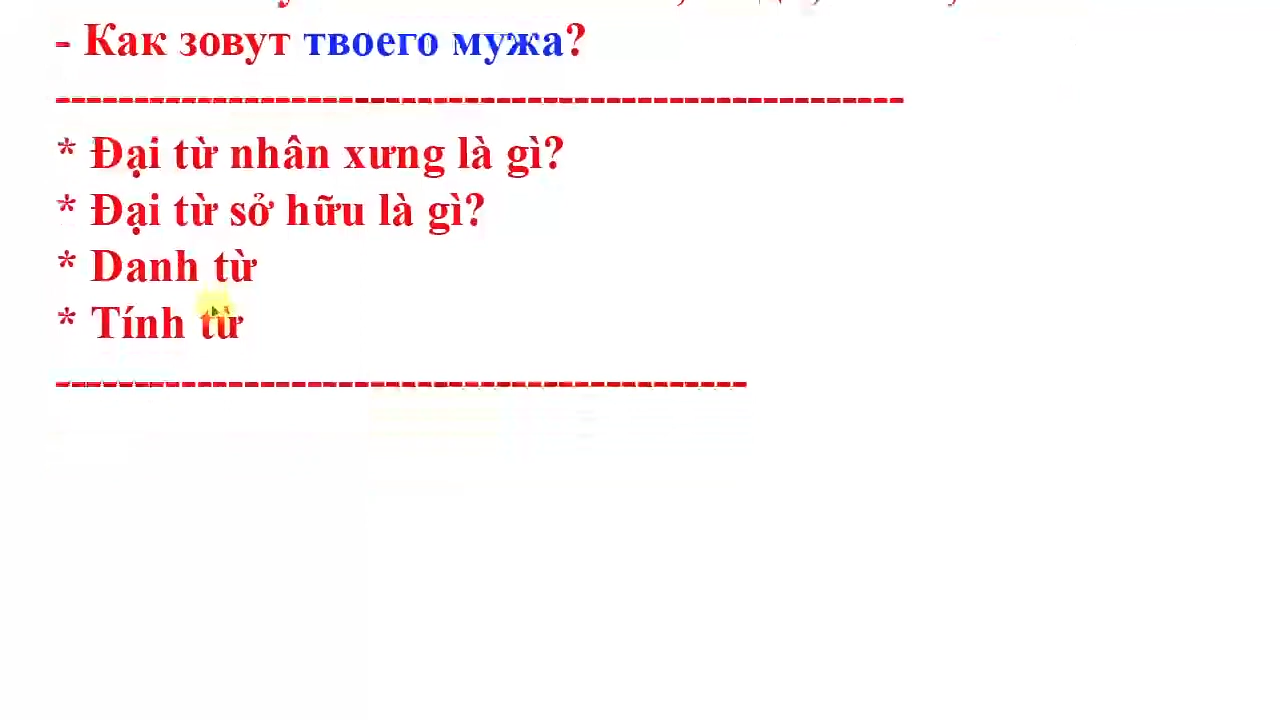 - Как зовут твоего мужа?
------------------------------------------------------
* Đại từ nhân xưng là gì?
* Đại từ sở hữu là gì?
* Danh từ
* Tính từ
--------------------------------------------